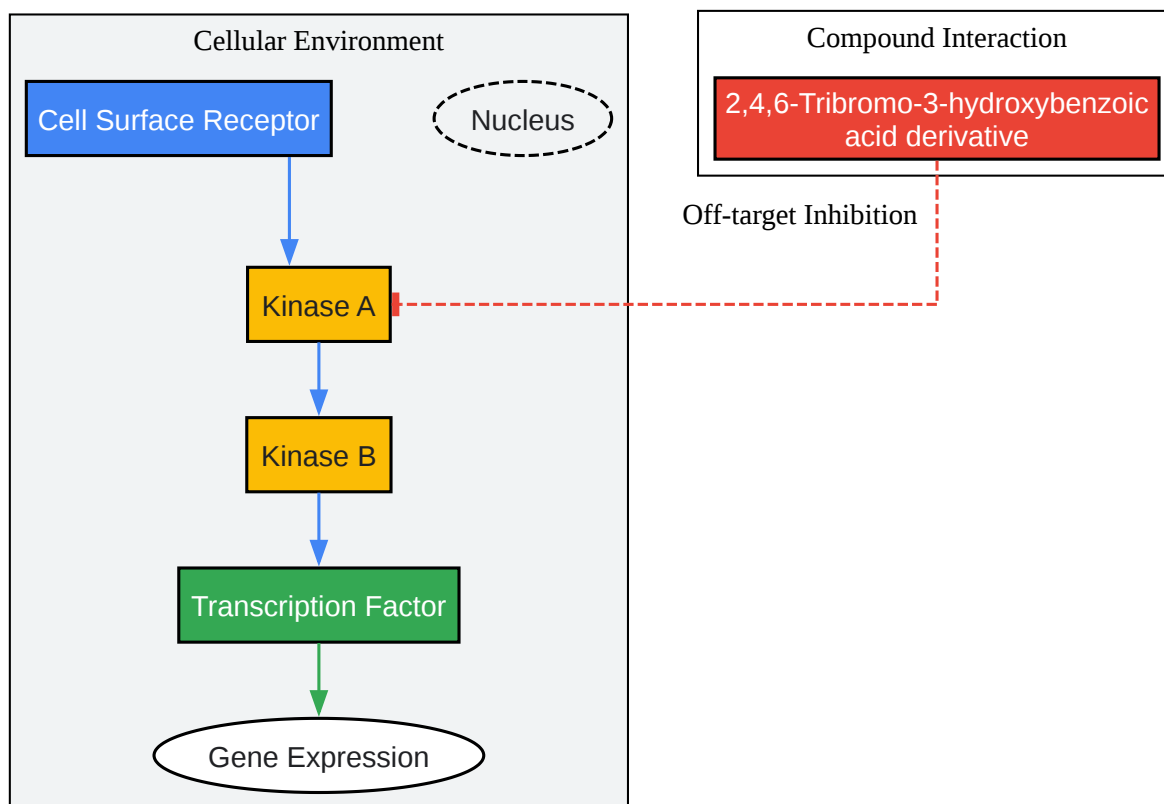 Cellular Environment
Compound Interaction
Cell Surface Receptor
Nucleus
2,4,6-Tribromo-3-hydroxybenzoic
acid derivative
Off-target Inhibition
Kinase A
Kinase B
Transcription Factor
Gene Expression